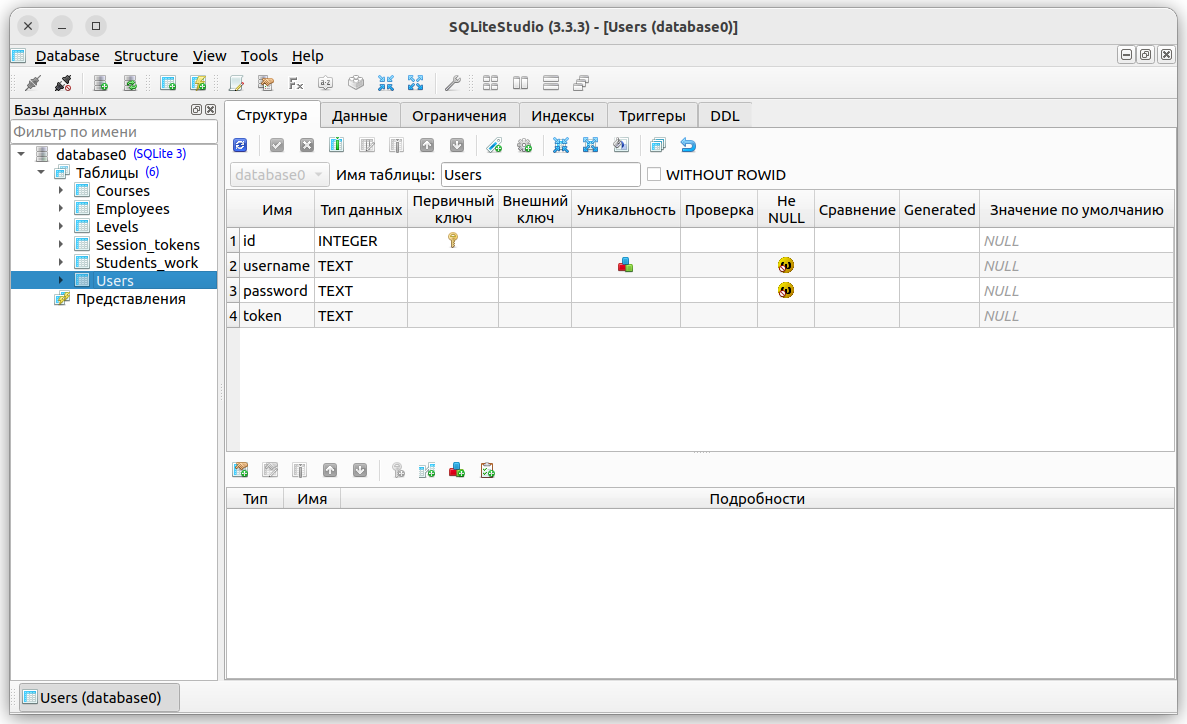 SQLiteStudio (3.3.3) - [Users (database0)]
Database Structure View Tools Help
Базы данных
Фильтр по имени
database0 (SQLite 3)
Таблицы (6)
Courses
Employees
Levels
Session_tokens
Students_work
Users
Представления
Структура Данные Ограничения Индексы Триггеры DDL
database0 Имя таблицы: Users WITHOUT ROWID
Имя Тип данных Первичный ключ Внешний ключ Уникальность Проверка Не NULL Сравнение Generated Значение по умолчанию
1 id INTEGER NULL
2 username TEXT NULL
3 password TEXT NULL
4 token TEXT NULL
Тип Имя Подробности
Users (database0)